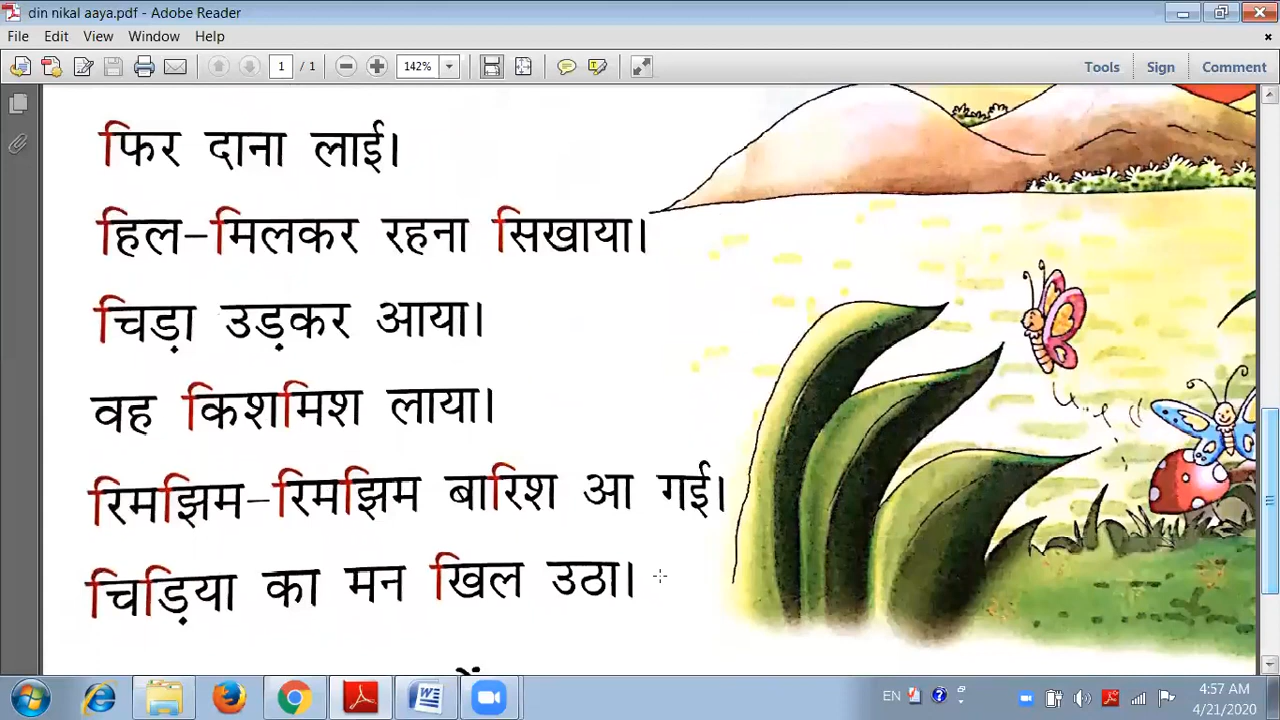 din nikal aaya.pdf - Adobe Reader
File Edit View Window Help
1 / 1 142% Tools Sign Comment
फिर दाना लाई।
हिल-मिलकर रहना सिखाया।
चिड़ा उड़कर आया।
वह किशमिश लाया।
रिमझिम-रिमझिम बारिश आ गई।
चिड़िया का मन खिल उठा।
EN
4:57 AM
4/21/2020